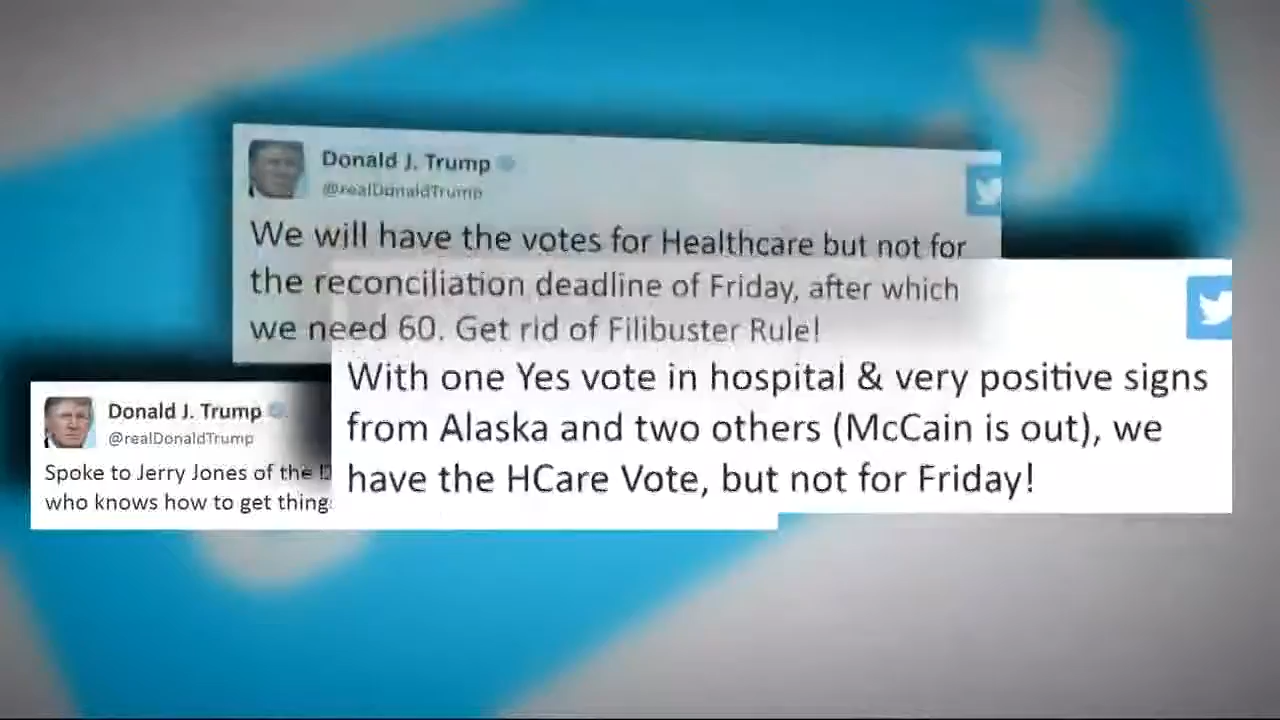 Donald J. Trump
@realDonaldTrump
We will have the votes for Healthcare but not for
the reconciliation deadline of Friday, after which
we need 60. Get rid of Filibuster Rule!
With one Yes vote in hospital & very positive signs
from Alaska and two others (McCain is out), we
have the HCare Vote, but not for Friday!
Donald J. Trump
@realDonaldTrump
Spoke to Jerry Jones of the
who knows how to get thing